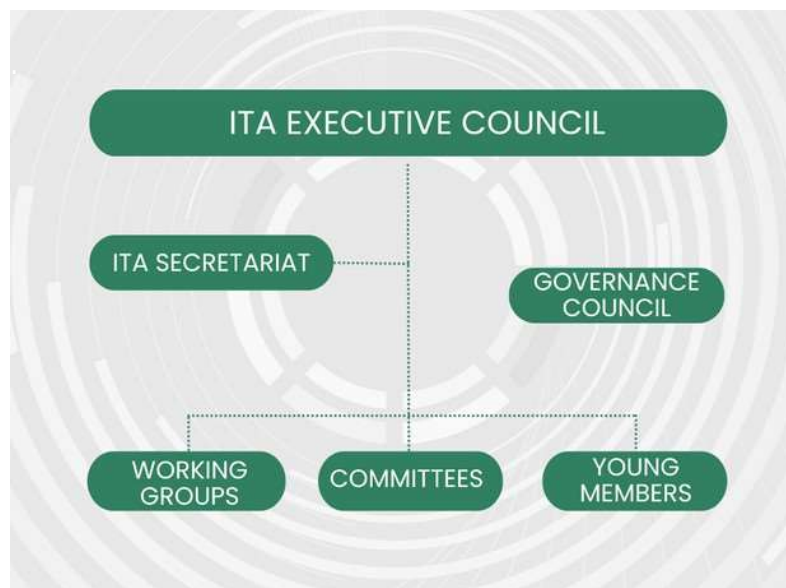 ITA EXECUTIVE COUNCIL
ITA SECRETARIAT
GOVERNANCE
COUNCIL
WORKING
GROUPS
COMMITTEES
YOUNG
MEMBERS